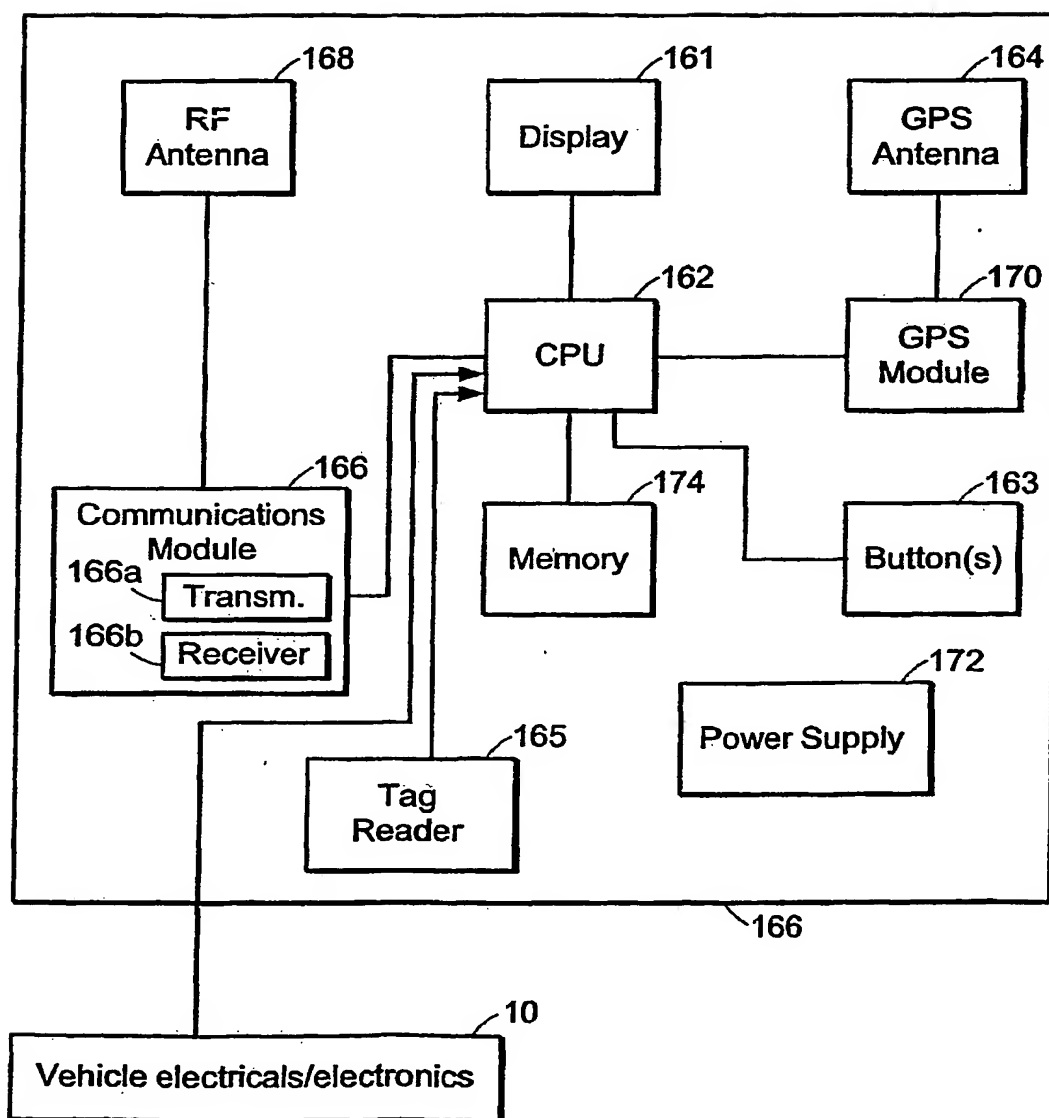 168
RF
Antenna
161
Display
164
GPS
Antenna
162
CPU
170
GPS
Module
166
Communications
Module
166a
Transm.
166b
Receiver
174
Memory
163
Button(s)
165
Tag
Reader
172
Power Supply
166
10
Vehicle electricals/electronics